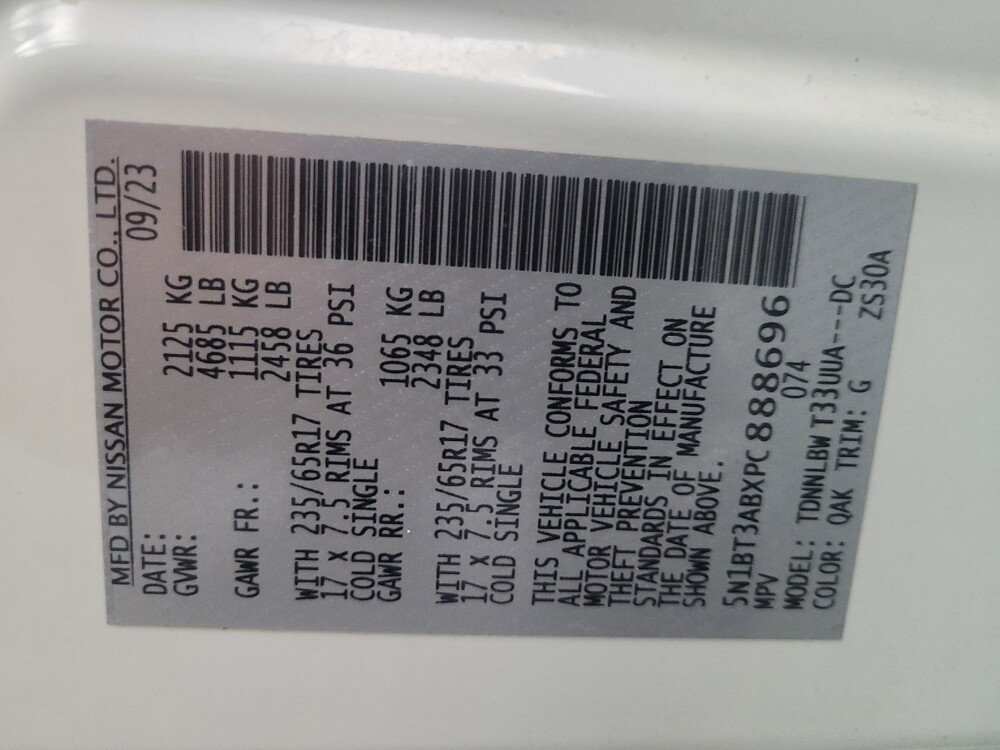 MFD BY NISSAN MOTOR CO., LTD.
DATE: 09/23
GVWR: 2125 KG
4685 LB
GAWR FR.: 1115 KG
2458 LB
WITH 235/65R17 TIRES
17 X 7.5 RIMS AT 36 PSI
COLD SINGLE
GAWR RR.: 1065 KG
2348 LB
WITH 235/65R17 TIRES
17 X 7.5 RIMS AT 33 PSI
COLD SINGLE
THIS VEHICLE CONFORMS TO
ALL APPLICABLE FEDERAL
MOTOR VEHICLE SAFETY AND
THEFT PREVENTION
STANDARDS IN EFFECT ON
THE DATE OF MANUFACTURE
SHOWN ABOVE.
5N1BT3ABXPC888696
MPV 074
MODEL: TDNNLBW T33UUA---DC
COLOR: QAK TRIM: G ZS30A